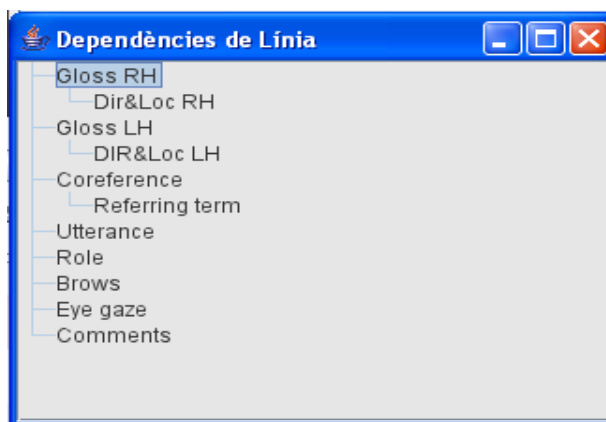 Dependències de Línia
Gloss RH
Dir&Loc RH
Gloss LH
DIR&Loc LH
Coreference
Referring term
Utterance
Role
Brows
Eye gaze
Comments